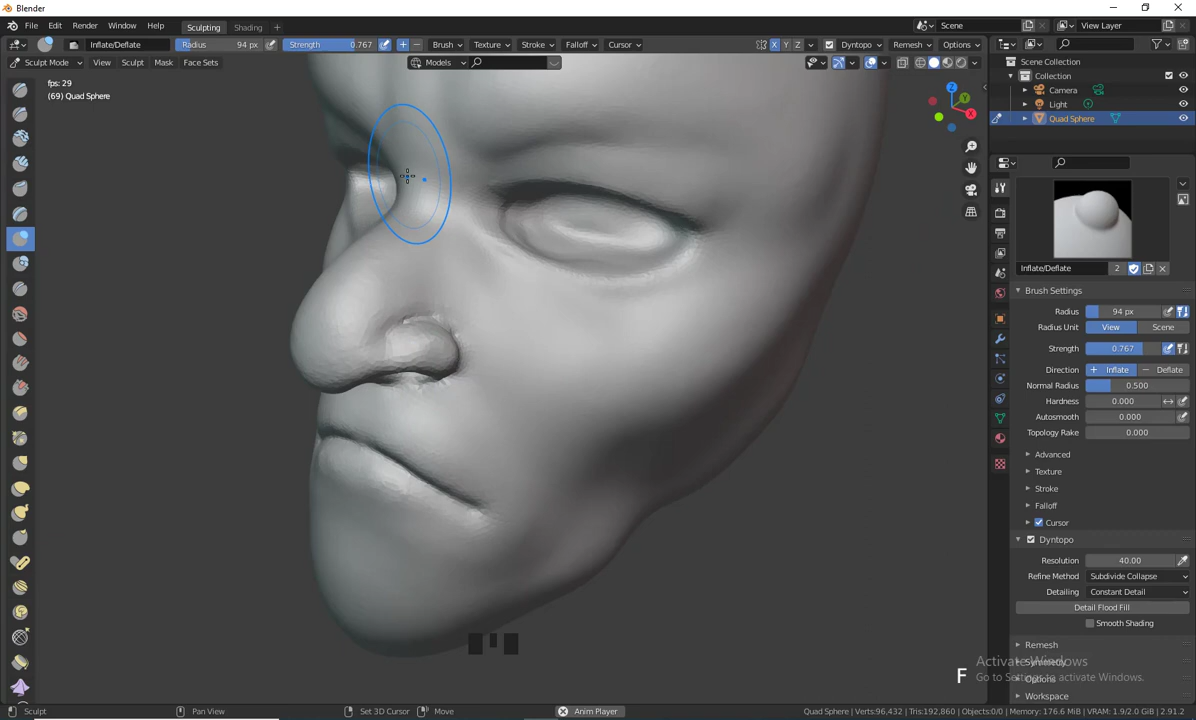 Blender
File Edit Render Window Help Sculpting Shading + Scene View Layer
Inflate/Deflate Radius 94 px Strength 0.767 + − Brush Texture Stroke Falloff Cursor X Y Z Dyntopo Remesh Options
Sculpt Mode View Sculpt Mask Face Sets Models
fps: 29
(69) Quad Sphere
Z
Y
X
Scene Collection
Collection
Camera
Light
Quad Sphere
Inflate/Deflate 2
Brush Settings
Radius 94 px
Radius Unit View Scene
Strength 0.767
Direction + Inflate − Deflate
Normal Radius 0.500
Hardness 0.000
Autosmooth 0.000
Topology Rake 0.000
Advanced
Texture
Stroke
Falloff
Cursor
Dyntopo
Resolution 40.00
Refine Method Subdivide Collapse
Detailing Constant Detail
Detail Flood Fill
Smooth Shading
Remesh
Symmetry
Options
Workspace
F
Activate Windows
Go to Settings to activate Windows.
Sculpt Pan View Set 3D Cursor Move Anim Player Quad Sphere | Verts:96,432 | Tris:192,860 | Objects:0/0 | Memory: 176.6 MiB | VRAM: 1.9/2.0 GiB | 2.91.2